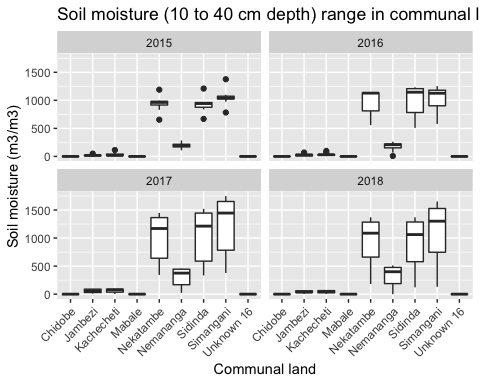 Soil moisture (10 to 40 cm depth) range in communal l
2015
2016
1500
1000
500
0
2017
2018
1500
1000
500
0
Soil moisture (m3/m3)
Chidobe
Jambezi
Kachecheti
Mabale
Nekatambe
Nemananga
Sidinda
Simangani
Unknown 16
Chidobe
Jambezi
Kachecheti
Mabale
Nekatambe
Nemananga
Sidinda
Simangani
Unknown 16
Communal land